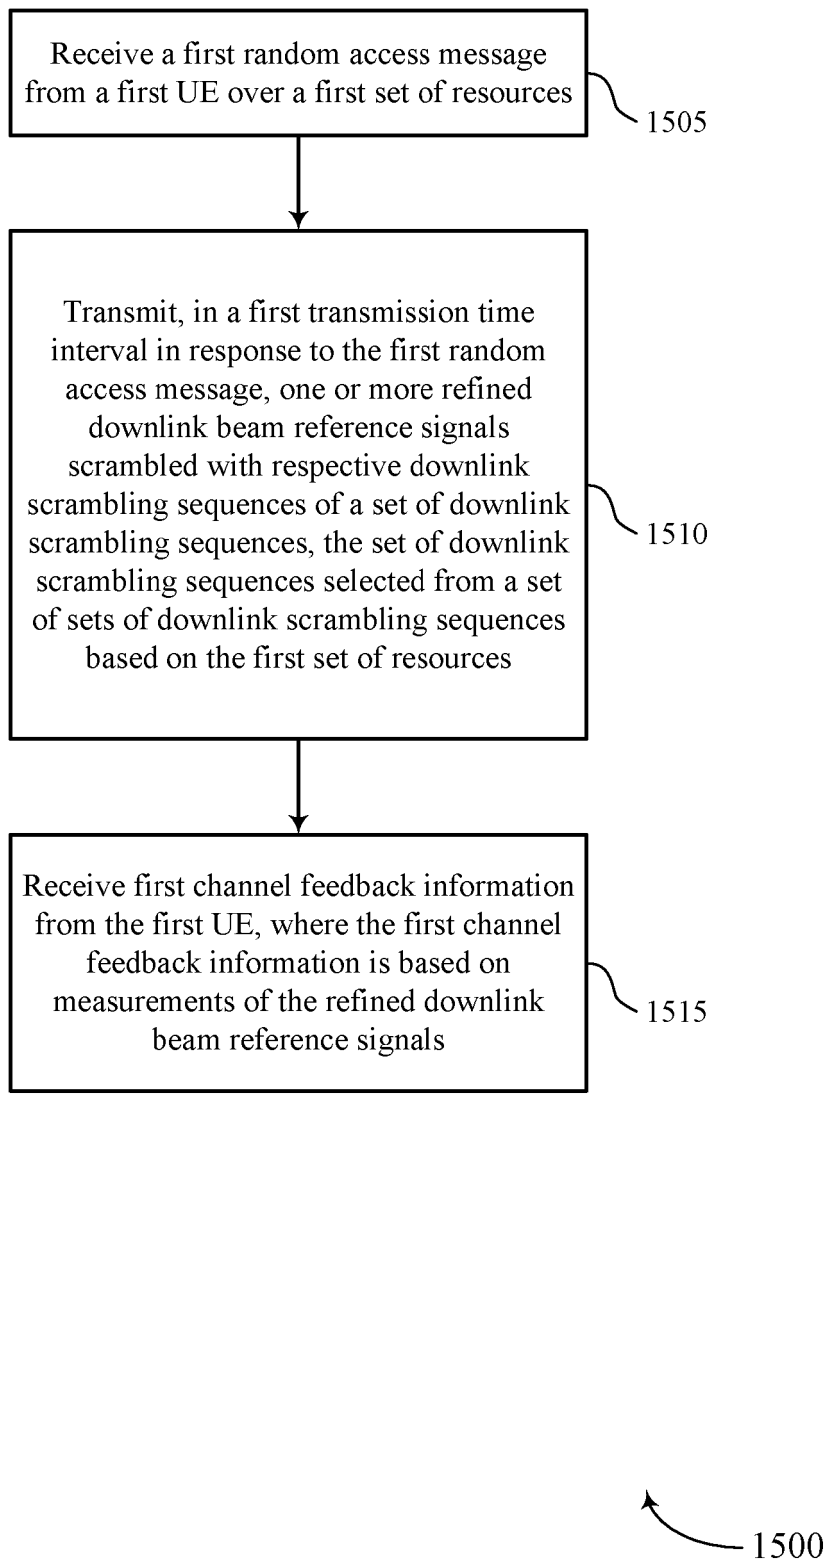 Receive a first random access message
from a first UE over a first set of resources
1505
Transmit, in a first transmission time
interval in response to the first random
access message, one or more refined
downlink beam reference signals
scrambled with respective downlink
scrambling sequences of a set of downlink
scrambling sequences, the set of downlink
scrambling sequences selected from a set
of sets of downlink scrambling sequences
based on the first set of resources
1510
Receive first channel feedback information
from the first UE, where the first channel
feedback information is based on
measurements of the refined downlink
beam reference signals
1515
1500